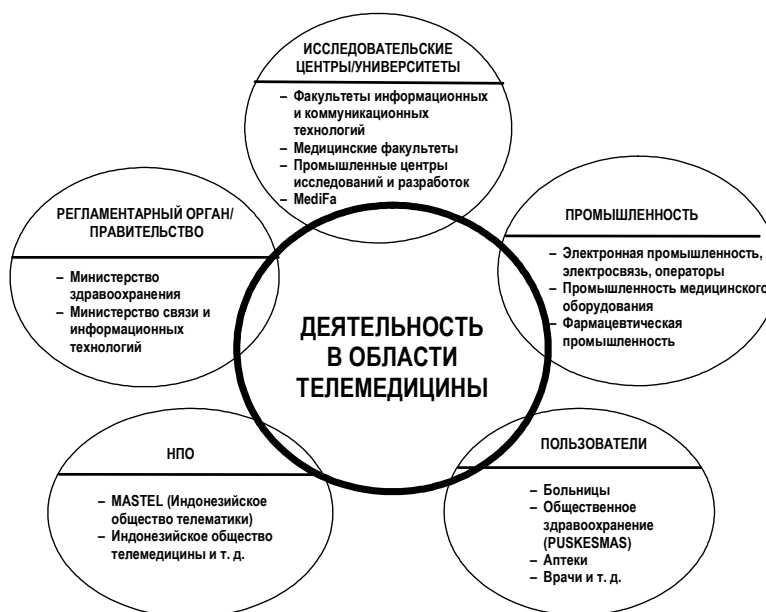 ИССЛЕДОВАТЕЛЬСКИЕ
ЦЕНТРЫ/УНИВЕРСИТЕТЫ
– Факультеты информационных
и коммуникационных
технологий
– Медицинские факультеты
– Промышленные центры
исследований и разработок
– MediFa
РЕГЛАМЕНТАРНЫЙ ОРГАН/
ПРАВИТЕЛЬСТВО
– Министерство
здравоохранения
– Министерство связи и
информационных
технологий
ПРОМЫШЛЕННОСТЬ
– Электронная промышленность,
электросвязь, операторы
– Промышленность медицинского
оборудования
– Фармацевтическая
промышленность
ДЕЯТЕЛЬНОСТЬ
В ОБЛАСТИ
ТЕЛЕМЕДИЦИНЫ
НПО
– MASTEL (Индонезийское
общество телематики)
– Индонезийское общество
телемедицины и т. д.
ПОЛЬЗОВАТЕЛИ
– Больницы
– Общественное
здравоохранение
(PUSKESMAS)
– Аптеки
– Врачи и т. д.